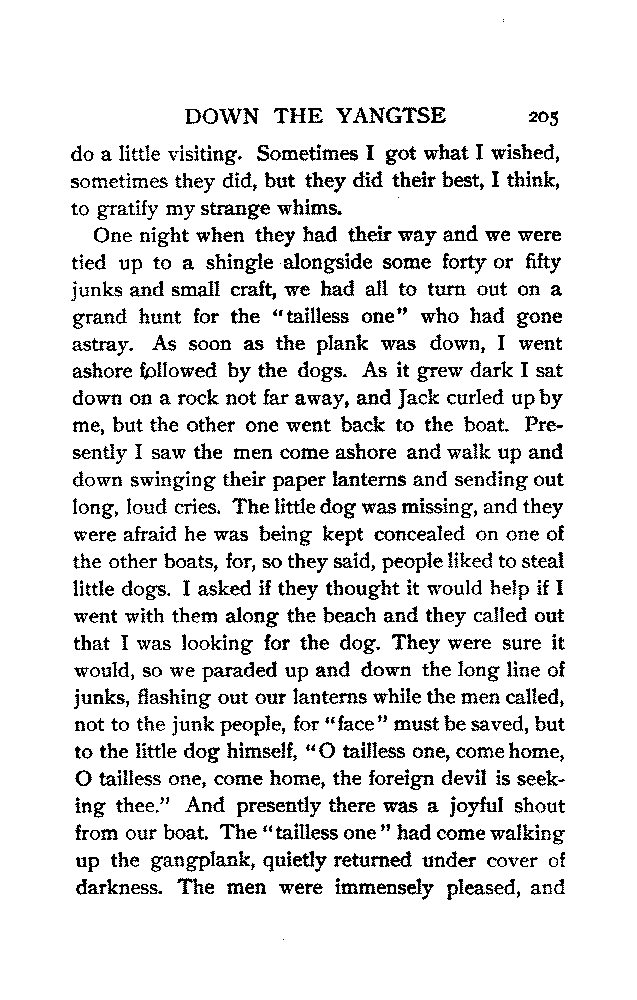 DOWN THE YANGTSE 205
do a little visiting. Sometimes I got what I wished,
sometimes they did, but they did their best, I think,
to gratify my strange whims.
One night when they had their way and we were
tied up to a shingle alongside some forty or fifty
junks and small craft, we had all to turn out on a
grand hunt for the "tailless one" who had gone
astray. As soon as the plank was down, I went
ashore followed by the dogs. As it grew dark I sat
down on a rock not far away, and Jack curled up by
me, but the other one went back to the boat. Pre-
sently I saw the men come ashore and walk up and
down swinging their paper lanterns and sending out
long, loud cries. The little dog was missing, and they
were afraid he was being kept concealed on one of
the other boats, for, so they said, people liked to steal
little dogs. I asked if they thought it would help if I
went with them along the beach and they called out
that I was looking for the dog. They were sure it
would, so we paraded up and down the long line of
junks, flashing out our lanterns while the men called,
not to the junk people, for "face" must be saved, but
to the little dog himself, "O tailless one, come home,
O tailless one, come home, the foreign devil is seek-
ing thee." And presently there was a joyful shout
from our boat. The "tailless one" had come walking
up the gangplank, quietly returned under cover of
darkness. The men were immensely pleased, and